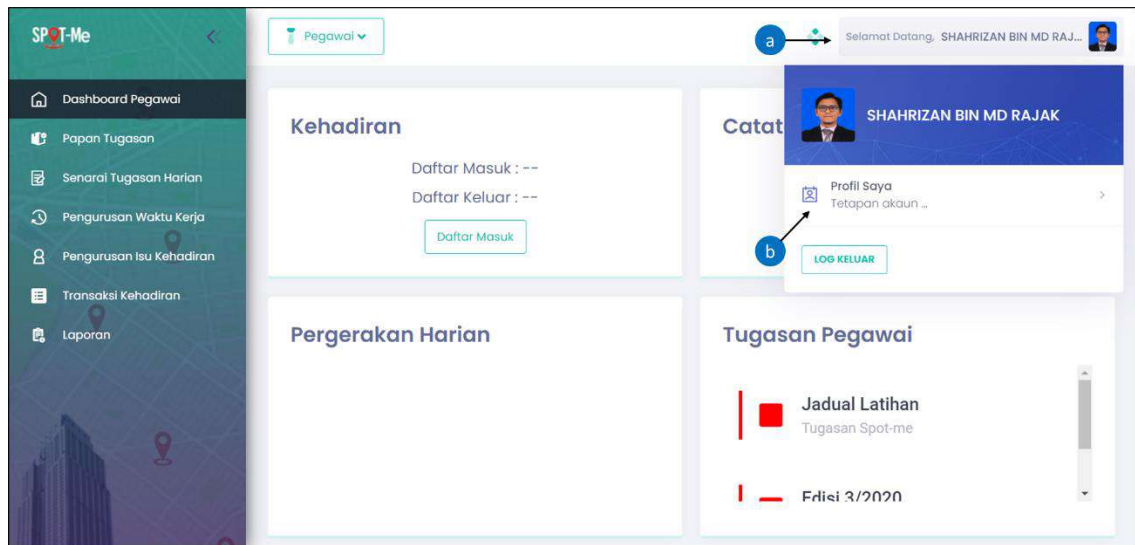 SPOT-Me
Pegawai
a
Selamat Datang, SHAHRIZAN BIN MD RAJ...
Dashboard Pegawai
Papan Tugasan
Senarai Tugasan Harian
Pengurusan Waktu Kerja
Pengurusan Isu Kehadiran
Transaksi Kehadiran
Laporan
Kehadiran
Daftar Masuk : --
Daftar Keluar : --
Daftar Masuk
Catat
SHAHRIZAN BIN MD RAJAK
Profil Saya
Tetapan akaun ...
b
LOG KELUAR
Pergerakan Harian
Tugasan Pegawai
Jadual Latihan
Tugasan Spot-me
Edisi 3/2020